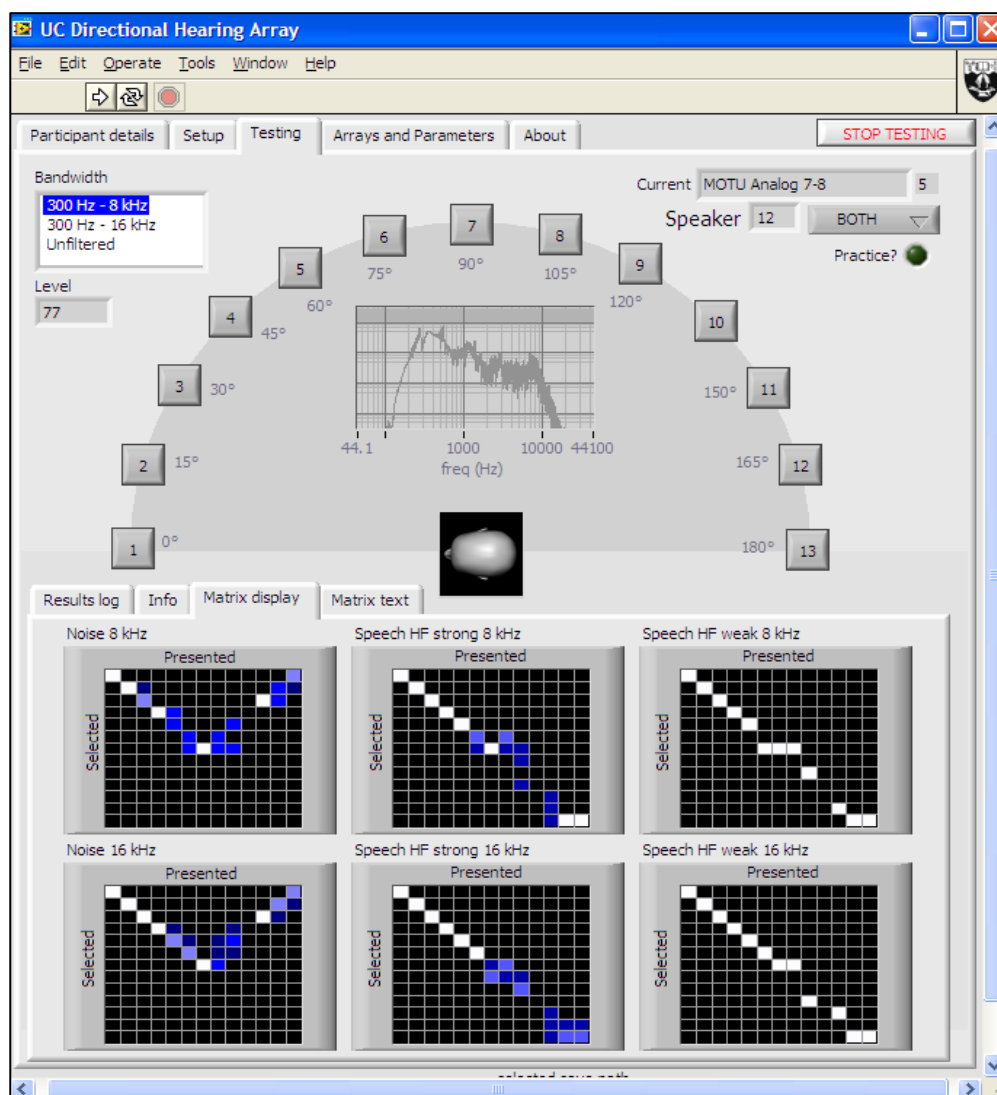 UC Directional Hearing Array
File Edit Operate Tools Window Help
Participant details Setup Testing Arrays and Parameters About STOP TESTING
Bandwidth
300 Hz - 8 kHz
300 Hz - 16 kHz
Unfiltered
Level
77
Current MOTU Analog 7-8 5
Speaker 12 BOTH
Practice?
1 0°
2 15°
3 30°
4 45°
5 60°
6 75°
7 90°
8 105°
9 120°
10
11 150°
12 165°
13 180°
44.1 1000 10000 44100
freq (Hz)
Results log Info Matrix display Matrix text
Noise 8 kHz
Presented
Selected
Speech HF strong 8 kHz
Presented
Selected
Speech HF weak 8 kHz
Presented
Selected
Noise 16 kHz
Presented
Selected
Speech HF strong 16 kHz
Presented
Selected
Speech HF weak 16 kHz
Presented
Selected